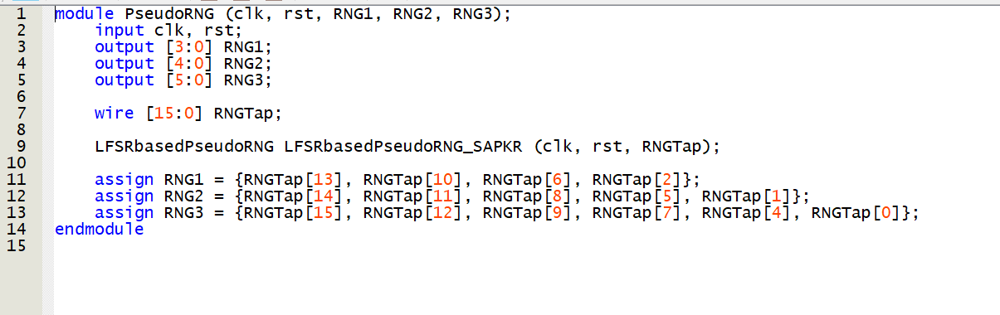 1 module PseudoRNG (clk, rst, RNG1, RNG2, RNG3);
2 input clk, rst;
3 output [3:0] RNG1;
4 output [4:0] RNG2;
5 output [5:0] RNG3;
6
7 wire [15:0] RNGTap;
8
9 LFSRbasedPseudoRNG LFSRbasedPseudoRNG_SAPKR (clk, rst, RNGTap);
10
11 assign RNG1 = {RNGTap[13], RNGTap[10], RNGTap[6], RNGTap[2]};
12 assign RNG2 = {RNGTap[14], RNGTap[11], RNGTap[8], RNGTap[5], RNGTap[1]};
13 assign RNG3 = {RNGTap[15], RNGTap[12], RNGTap[9], RNGTap[7], RNGTap[4], RNGTap[0]};
14 endmodule
15